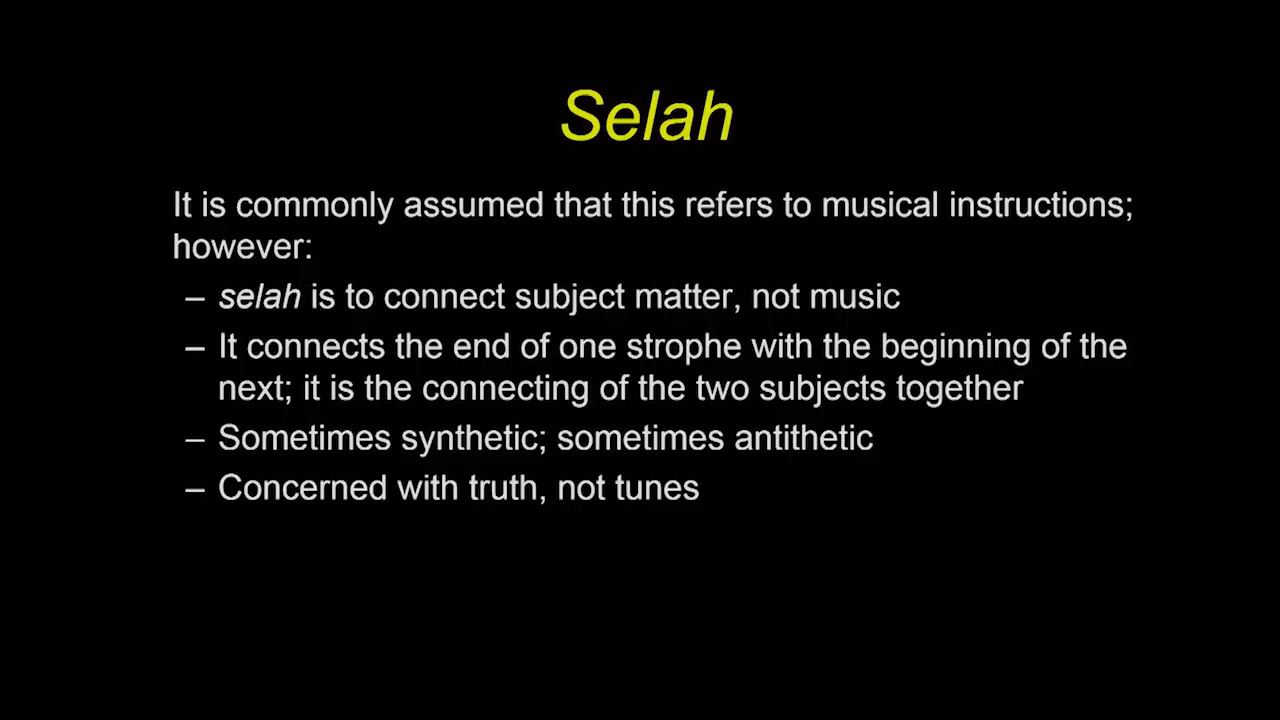 Selah
It is commonly assumed that this refers to musical instructions;
however:
– selah is to connect subject matter, not music
– It connects the end of one strophe with the beginning of the
next; it is the connecting of the two subjects together
– Sometimes synthetic; sometimes antithetic
– Concerned with truth, not tunes